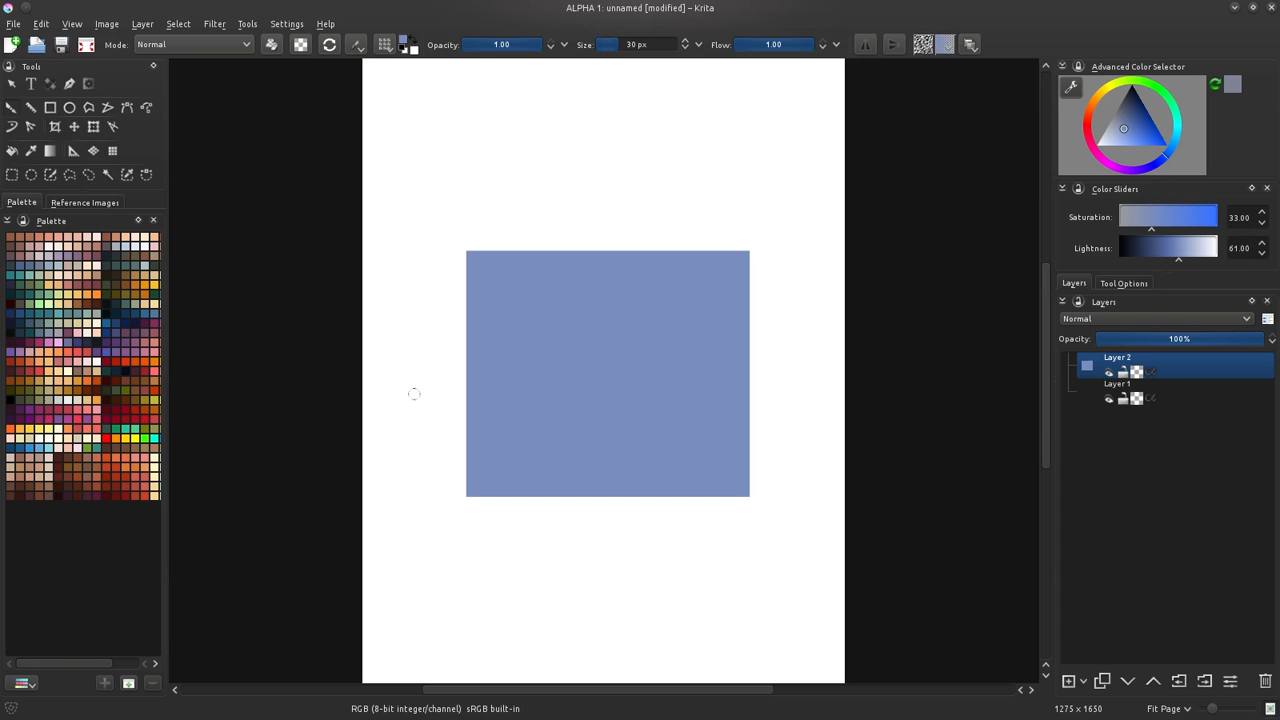 ALPHA 1: unnamed [modified] – Krita
File Edit View Image Layer Select Filter Tools Settings Help
Mode: Normal Opacity: 1.00 Size: 30 px Flow: 1.00
Tools
Palette Reference Images
Palette
Advanced Color Selector
Color Sliders
Saturation: 33.00
Lightness: 61.00
Layers Tool Options
Layers
Normal
Opacity: 100%
Layer 2
Layer 1
RGB (8-bit integer/channel) sRGB built-in
1275 x 1650 Fit Page